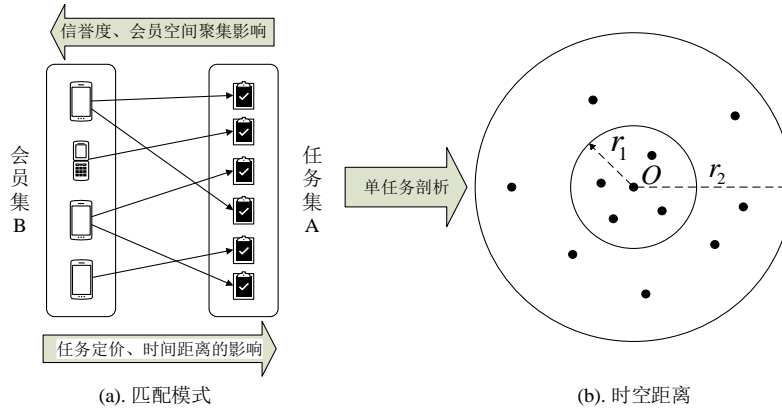 信誉度、会员空间聚集影响
会员集B
任务集A
任务定价、时间距离的影响
(a). 匹配模式
单任务剖析
r₁
O
r₂
(b). 时空距离